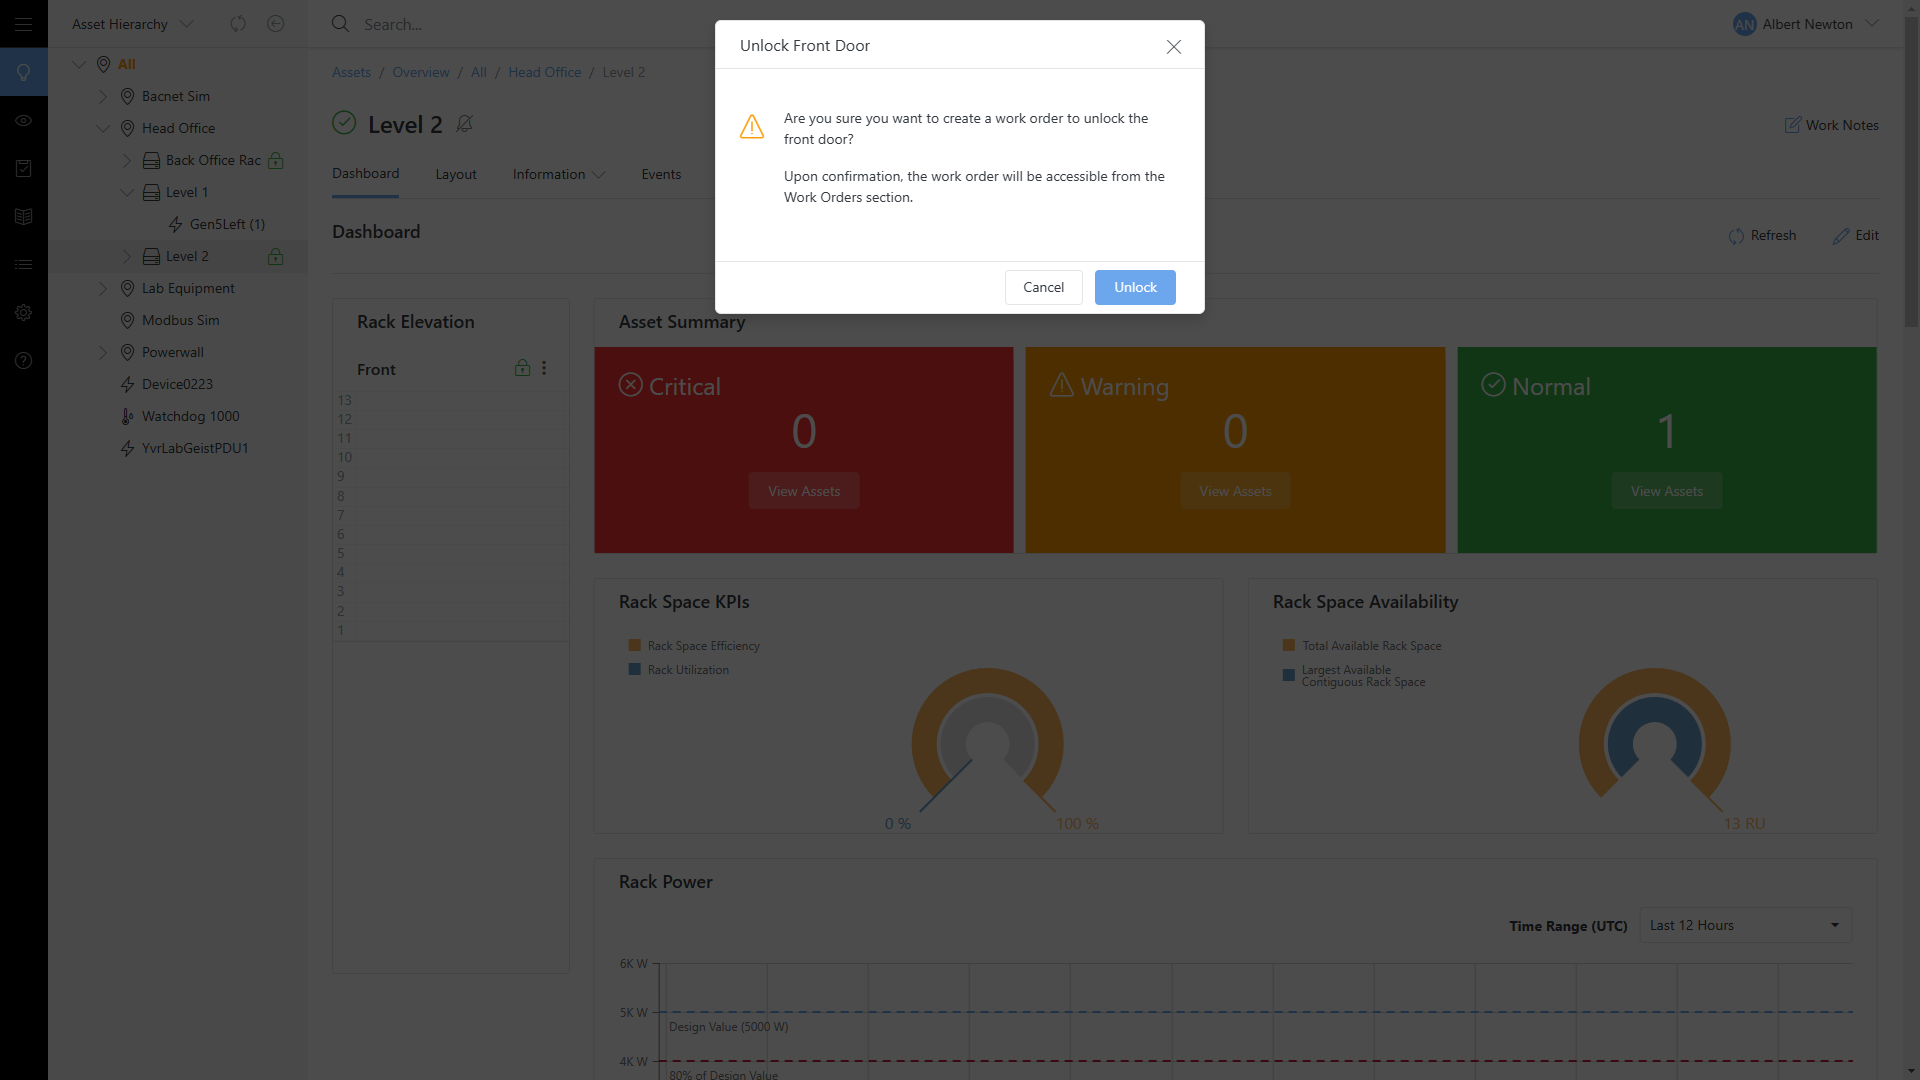 Asset Hierarchy
Search...
AN Albert Newton
All
Bacnet Sim
Head Office
Back Office Rac
Level 1
Gen5Left (1)
Level 2
Lab Equipment
Modbus Sim
Powerwall
Device0223
Watchdog 1000
YvrLabGeistPDU1
Assets / Overview / All / Head Office / Level 2
Level 2
Work Notes
Dashboard Layout Information Events
Dashboard
Refresh Edit
Unlock Front Door
Are you sure you want to create a work order to unlock the
front door?
Upon confirmation, the work order will be accessible from the
Work Orders section.
Cancel Unlock
Rack Elevation
Front
13
12
11
10
9
8
7
6
5
4
3
2
1
Asset Summary
Critical
0
View Assets
Warning
0
View Assets
Normal
1
View Assets
Rack Space KPIs
Rack Space Efficiency
Rack Utilization
0 %
100 %
Rack Space Availability
Total Available Rack Space
Largest Available
Contiguous Rack Space
13 RU
Rack Power
Time Range (UTC) Last 12 Hours
6K W
5K W
Design Value (5000 W)
4K W
80% of Design Value